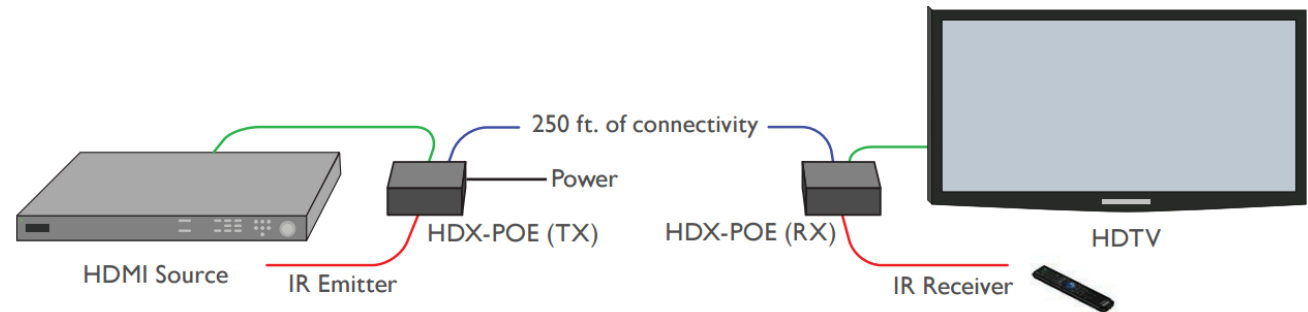 250 ft. of connectivity
Power
HDX-POE (TX)
HDX-POE (RX)
HDTV
HDMI Source
IR Emitter
IR Receiver